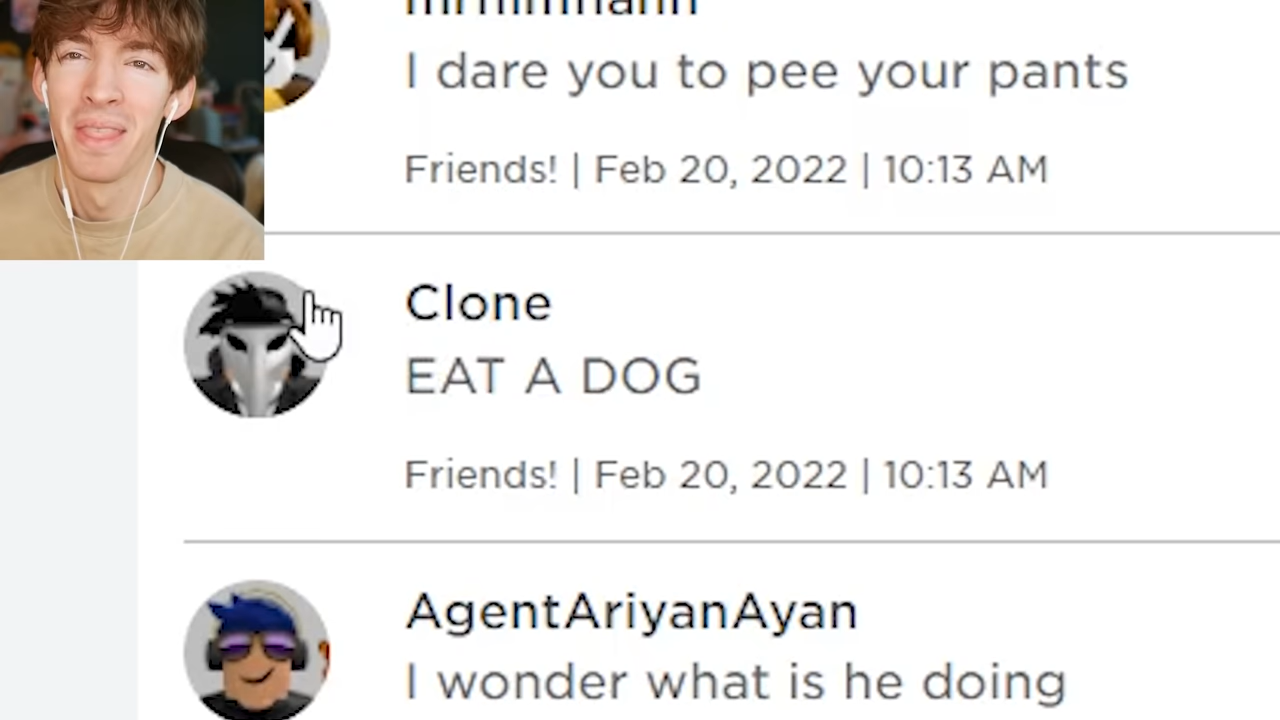 I dare you to pee your pants
Friends! | Feb 20, 2022 | 10:13 AM
Clone
EAT A DOG
Friends! | Feb 20, 2022 | 10:13 AM
AgentAriyanAyan
I wonder what is he doing